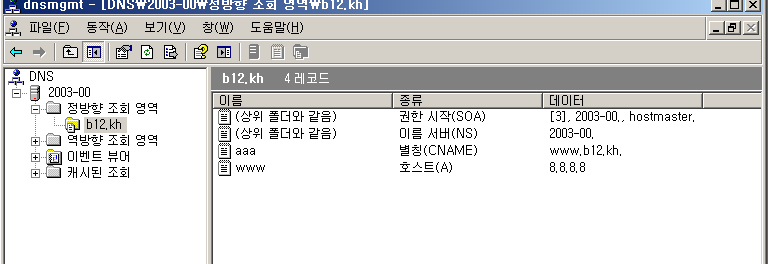 dnsmgmt - [DNS₩2003-00₩정방향 조회 영역₩b12.kh]
파일(F) 동작(A) 보기(V) 창(W) 도움말(H)
DNS
2003-00
정방향 조회 영역
b12.kh
역방향 조회 영역
이벤트 뷰어
캐시된 조회
b12.kh 4 레코드
이름 종류 데이터
(상위 폴더와 같음) 권한 시작(SOA) [3], 2003-00., hostmaster.
(상위 폴더와 같음) 이름 서버(NS) 2003-00.
aaa 별칭(CNAME) www.b12.kh.
www 호스트(A) 8.8.8.8